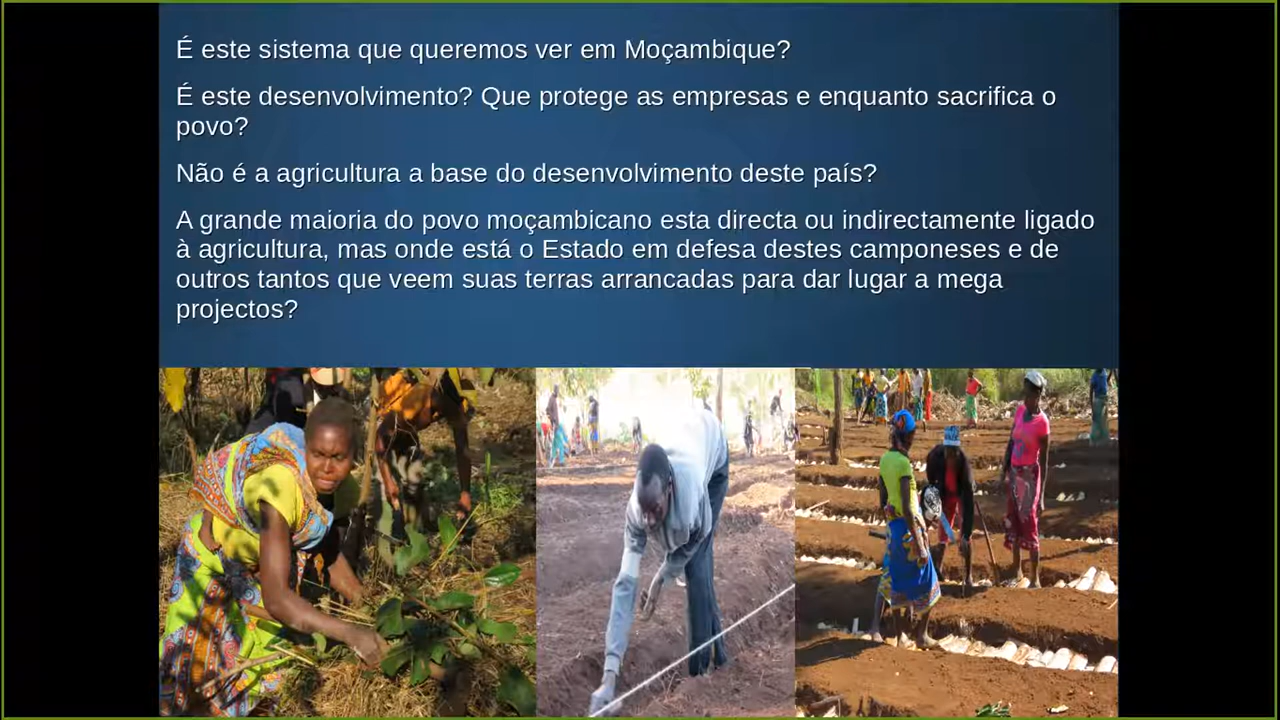 É este sistema que queremos ver em Moçambique?
É este desenvolvimento? Que protege as empresas e enquanto sacrifica o
povo?
Não é a agricultura a base do desenvolvimento deste país?
A grande maioria do povo moçambicano esta directa ou indirectamente ligado
à agricultura, mas onde está o Estado em defesa destes camponeses e de
outros tantos que veem suas terras arrancadas para dar lugar a mega
projectos?